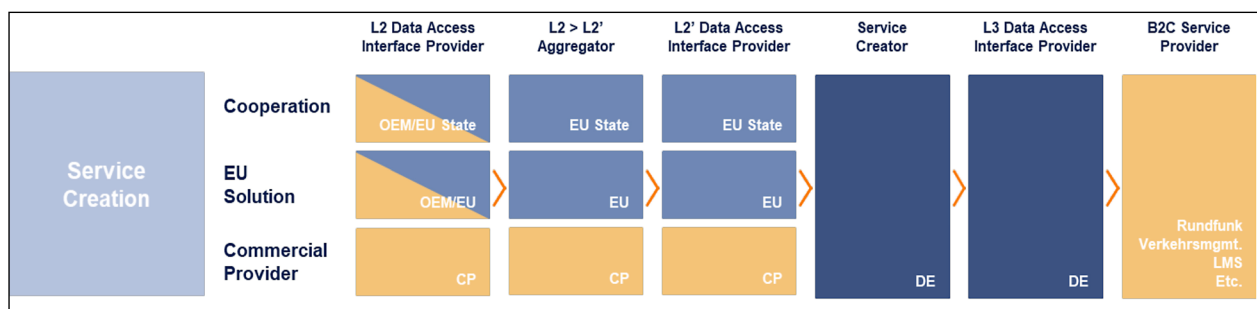 L2 Data Access
Interface Provider
L2 > L2'
Aggregator
L2' Data Access
Interface Provider
Service
Creator
L3 Data Access
Interface Provider
B2C Service
Provider
Service
Creation
Cooperation
OEM/EU State
EU State
EU State
EU
Solution
OEM/EU
EU
EU
Commercial
Provider
CP
CP
CP
DE
DE
Rundfunk
Verkehrsmgmt.
LMS
Etc.